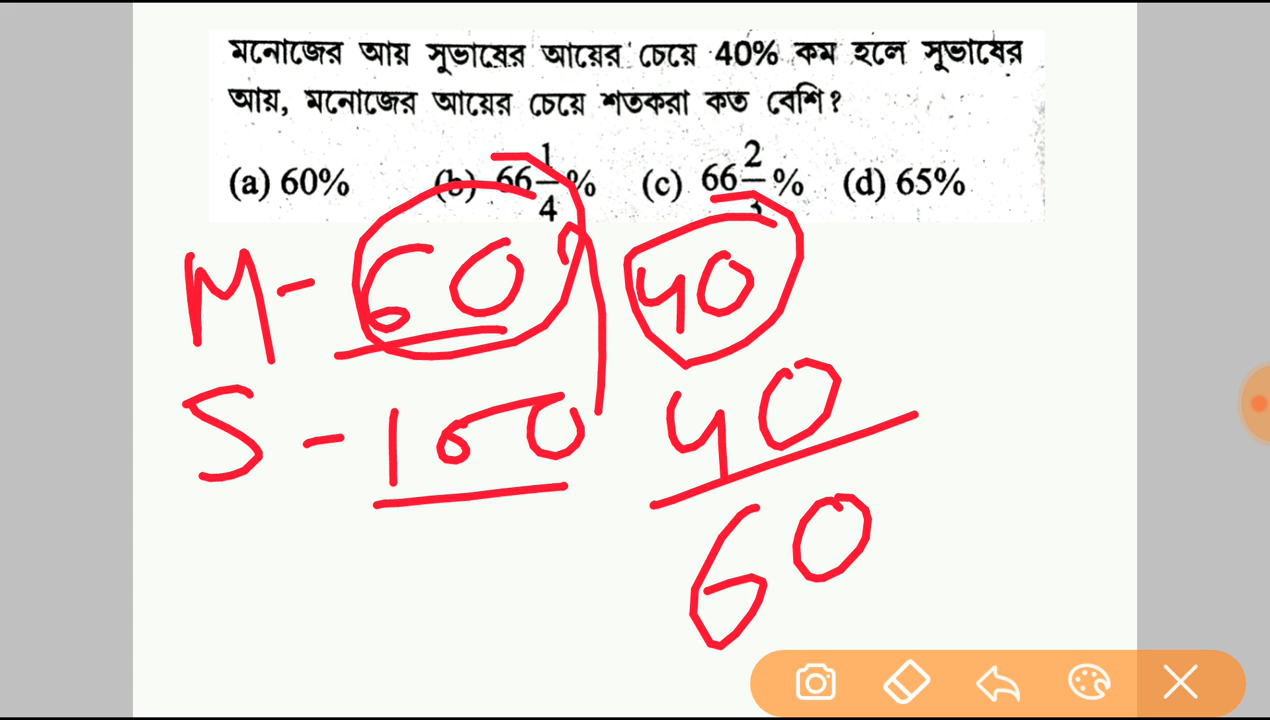 মনোজের আয় সুভাষের আয়ের চেয়ে 40% কম হলে সুভাষের
আয়, মনোজের আয়ের চেয়ে শতকরা কত বেশি?
(a) 60% (b) 66 1/4 % (c) 66 2/3 % (d) 65%
M - 60 40
S - 100 40
60